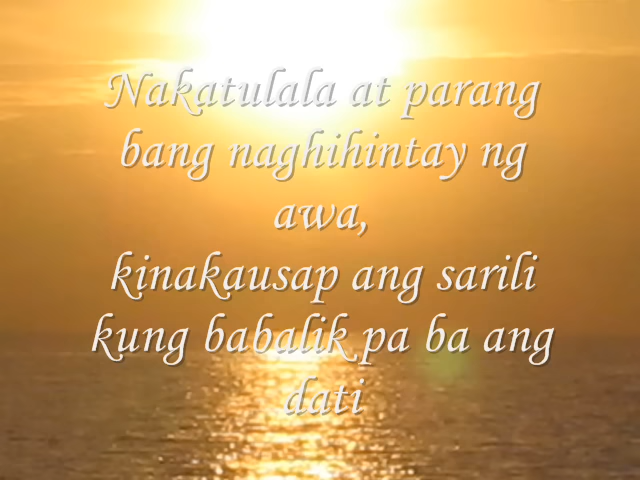 Nakatulala at parang
bang naghihintay ng
awa,
kinakausap ang sarili
kung babalik pa ba ang
dati